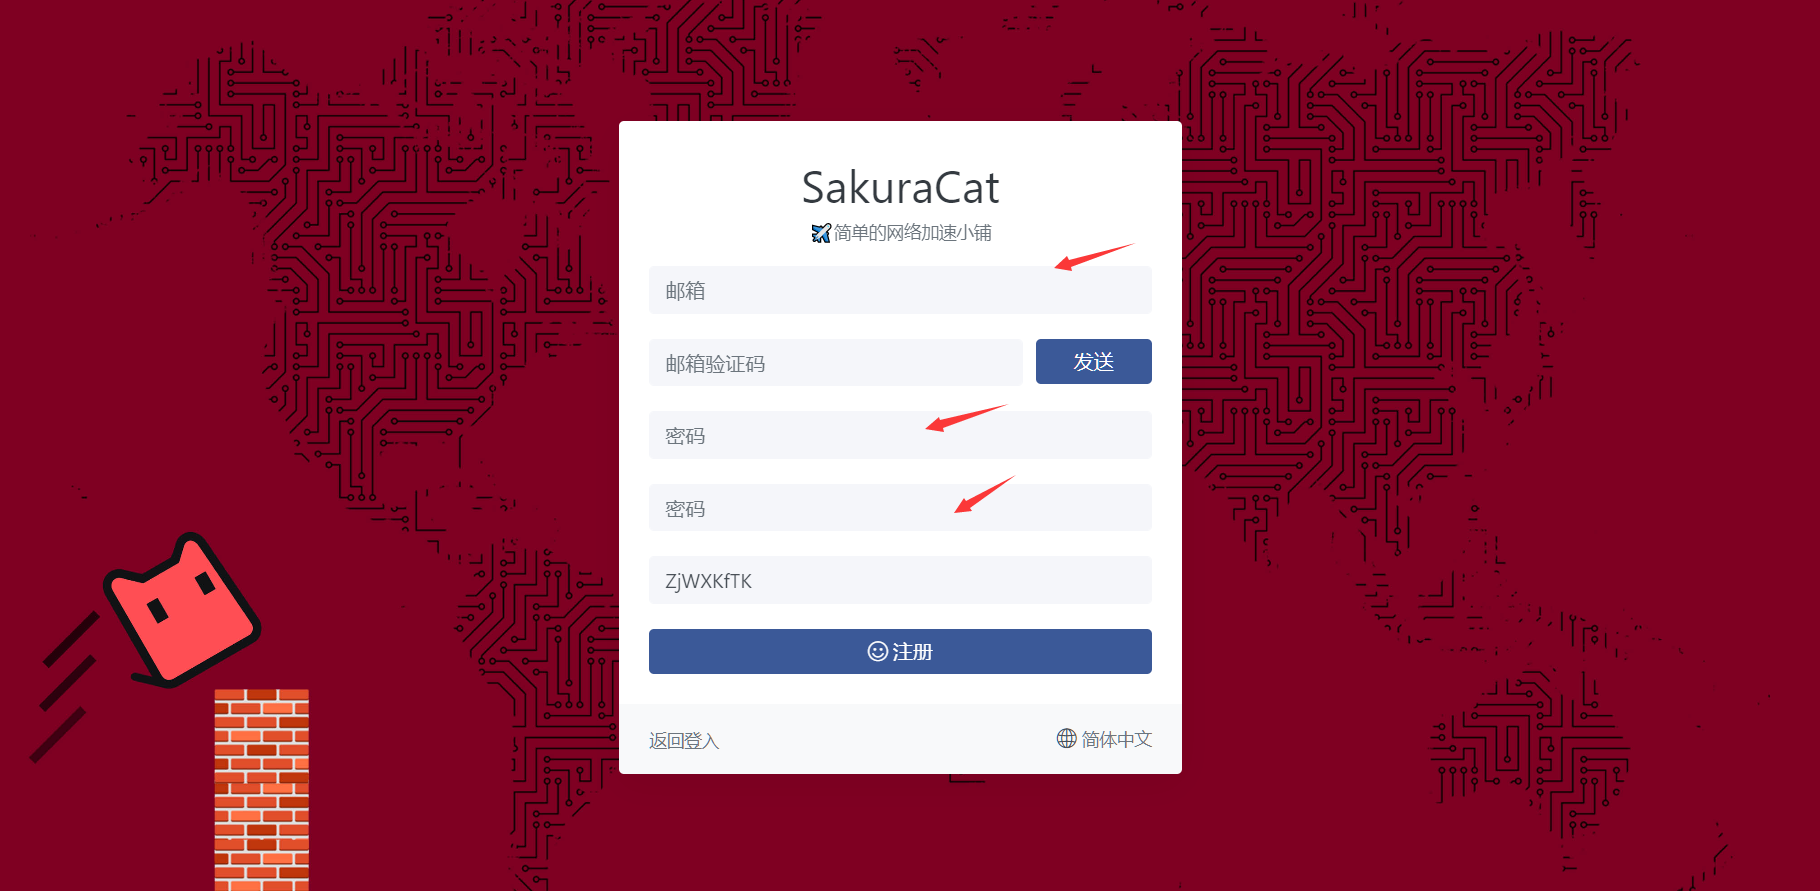 SakuraCat
简单的网络加速小铺
邮箱
邮箱验证码
发送
密码
密码
ZjWXKfTK
注册
返回登入
简体中文